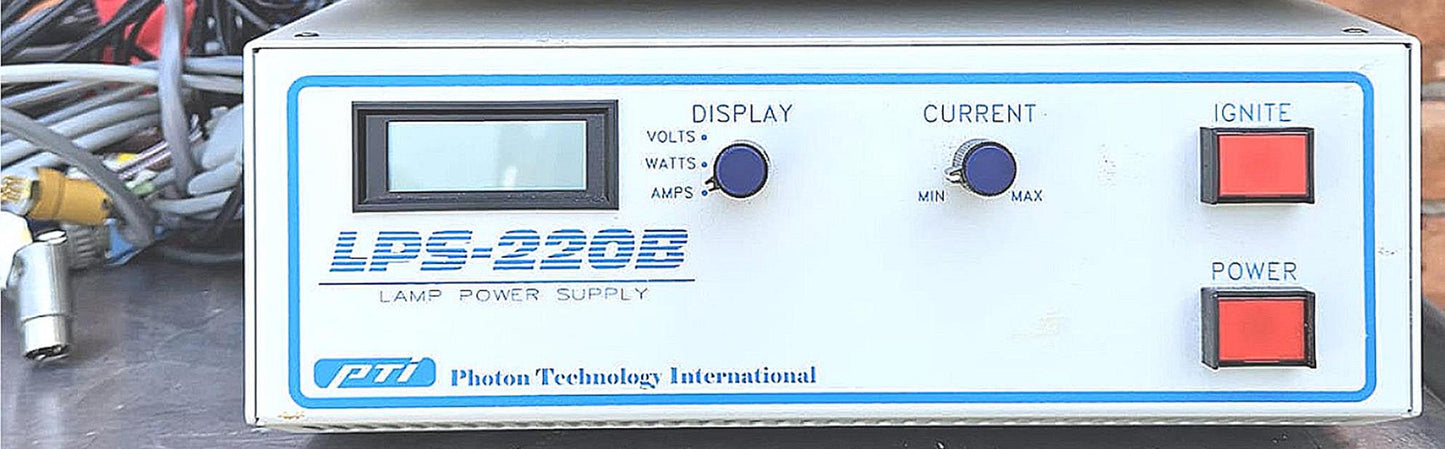 DISPLAY
VOLTS
WATTS
AMPS
CURRENT
MIN MAX
IGNITE
LPS-220B
LAMP POWER SUPPLY
POWER
PTI Photon Technology International